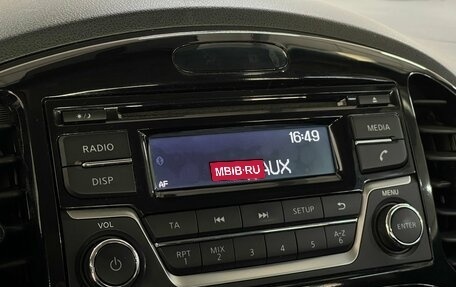 16:49
RADIO
MEDIA
MBIB.RU
AUX
DISP
AF
MENU
VOL
TA
SETUP
ENTER
RPT
1
MIX
2
3
4
5
A-Z
6